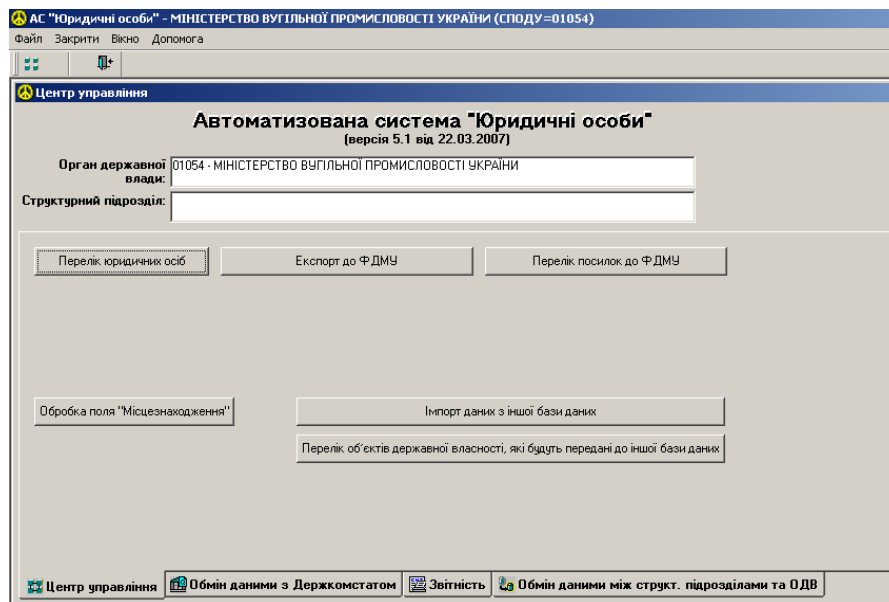 АС "Юридичні особи" - МІНІСТЕРСТВО ВУГІЛЬНОЇ ПРОМИСЛОВОСТІ УКРАЇНИ (СПОДУ=01054)
Файл Закрити Вікно Допомога
Центр управління
Автоматизована система "Юридичні особи"
(версія 5.1 від 22.03.2007)
Орган державної влади:
01054 - МІНІСТЕРСТВО ВУГІЛЬНОЇ ПРОМИСЛОВОСТІ УКРАЇНИ
Структурний підрозділ:
Перелік юридичних осіб Експорт до ФДМУ Перелік посилок до ФДМУ
Обробка поля "Місцезнаходження" Імпорт даних з іншої бази даних
Перелік об'єктів державної власності, які будуть передані до іншої бази даних
Центр управління Обмін даними з Держкомстатом Звітність Обмін даними між структ. підрозділами та ОДВ